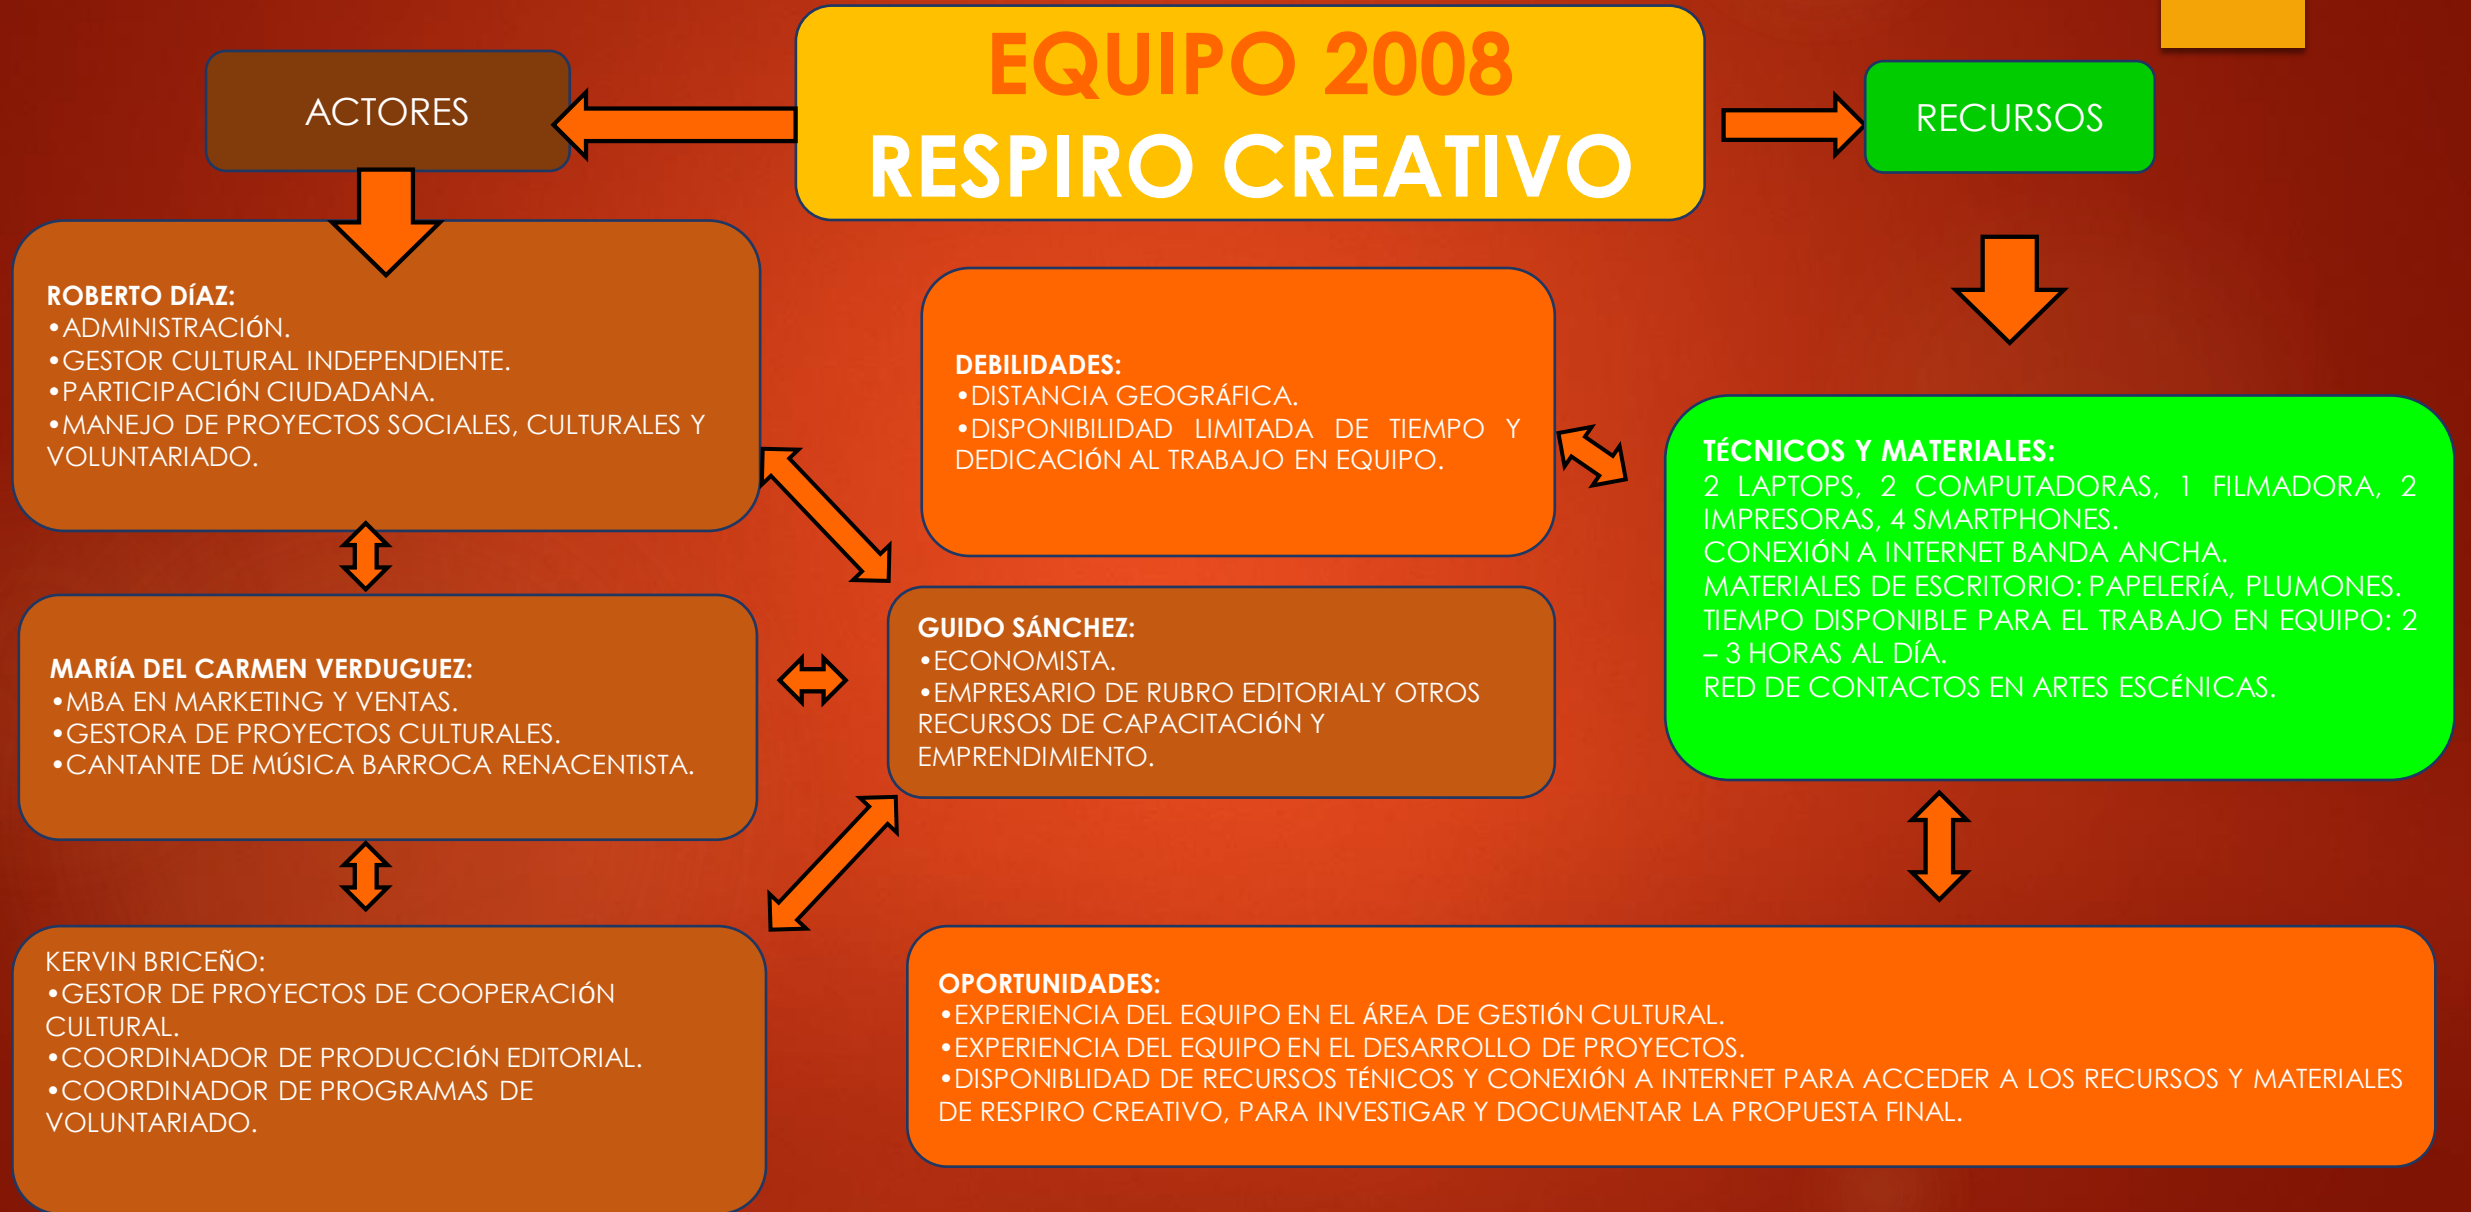 EQUIPO 2008
RESPIRO CREATIVO
ACTORES
RECURSOS
ROBERTO DÍAZ:
•ADMINISTRACIÓN.
•GESTOR CULTURAL INDEPENDIENTE.
•PARTICIPACIÓN CIUDADANA.
•MANEJO DE PROYECTOS SOCIALES, CULTURALES Y
VOLUNTARIADO.
DEBILIDADES:
•DISTANCIA GEOGRÁFICA.
•DISPONIBILIDAD LIMITADA DE TIEMPO Y
DEDICACIÓN AL TRABAJO EN EQUIPO.
TÉCNICOS Y MATERIALES:
2 LAPTOPS, 2 COMPUTADORAS, 1 FILMADORA, 2
IMPRESORAS, 4 SMARTPHONES.
CONEXIÓN A INTERNET BANDA ANCHA.
MATERIALES DE ESCRITORIO: PAPELERÍA, PLUMONES.
TIEMPO DISPONIBLE PARA EL TRABAJO EN EQUIPO: 2
– 3 HORAS AL DÍA.
RED DE CONTACTOS EN ARTES ESCÉNICAS.
MARÍA DEL CARMEN VERDUGUEZ:
•MBA EN MARKETING Y VENTAS.
•GESTORA DE PROYECTOS CULTURALES.
•CANTANTE DE MÚSICA BARROCA RENACENTISTA.
GUIDO SÁNCHEZ:
•ECONOMISTA.
•EMPRESARIO DE RUBRO EDITORIALY OTROS
RECURSOS DE CAPACITACIÓN Y
EMPRENDIMIENTO.
KERVIN BRICEÑO:
•GESTOR DE PROYECTOS DE COOPERACIÓN
CULTURAL.
•COORDINADOR DE PRODUCCIÓN EDITORIAL.
•COORDINADOR DE PROGRAMAS DE
VOLUNTARIADO.
OPORTUNIDADES:
•EXPERIENCIA DEL EQUIPO EN EL ÁREA DE GESTIÓN CULTURAL.
•EXPERIENCIA DEL EQUIPO EN EL DESARROLLO DE PROYECTOS.
•DISPONIBLIDAD DE RECURSOS TÉNICOS Y CONEXIÓN A INTERNET PARA ACCEDER A LOS RECURSOS Y MATERIALES
DE RESPIRO CREATIVO, PARA INVESTIGAR Y DOCUMENTAR LA PROPUESTA FINAL.